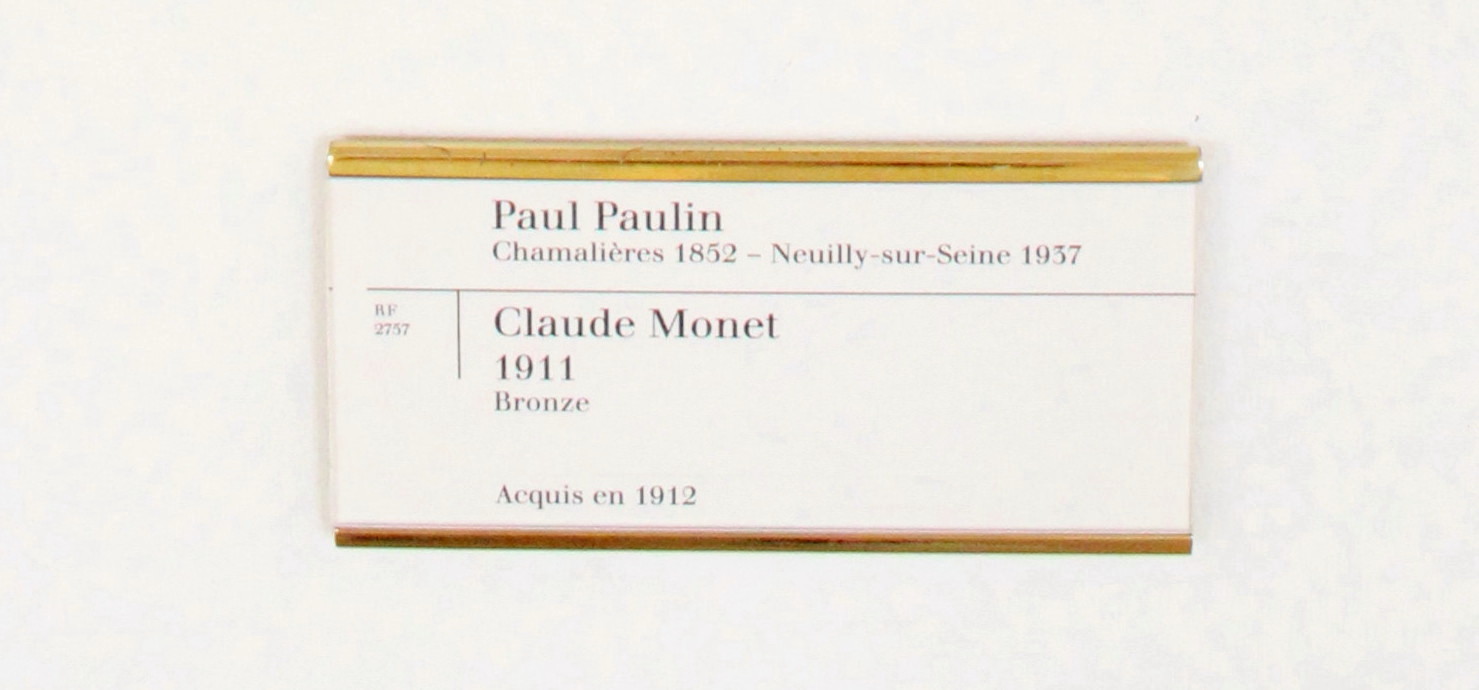 Paul Paulin
Chamalières 1852 – Neuilly-sur-Seine 1937
RF
2757
Claude Monet
1911
Bronze
Acquis en 1912